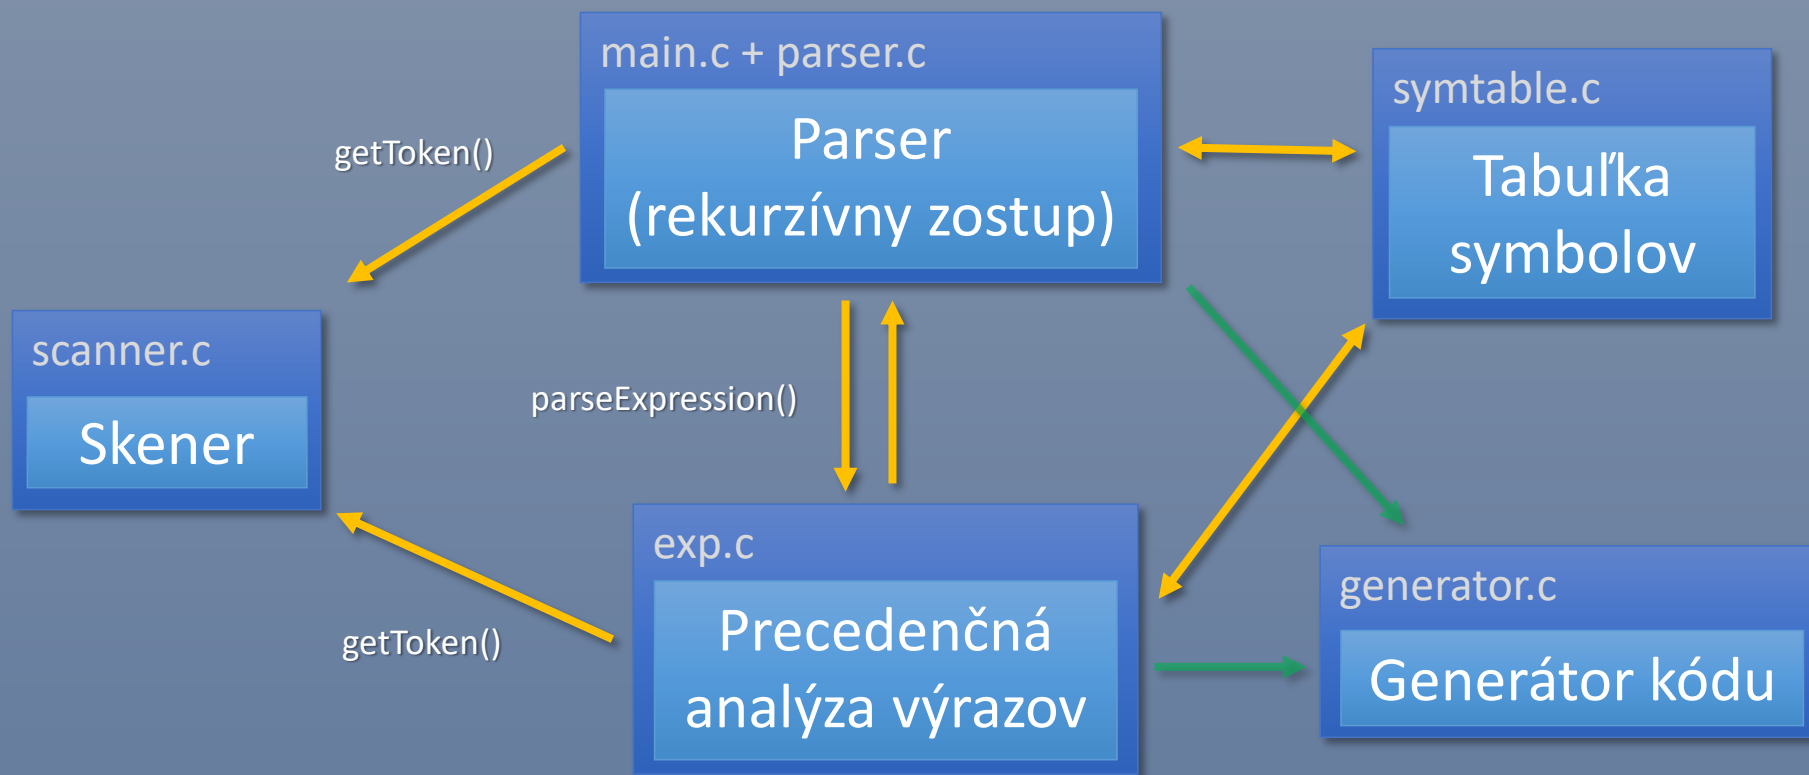 main.c + parser.c
Parser
(rekurzívny zostup)
symtable.c
Tabuľka
symbolov
getToken()
scanner.c
Skener
parseExpression()
exp.c
Precedenčná
analýza výrazov
getToken()
generator.c
Generátor kódu